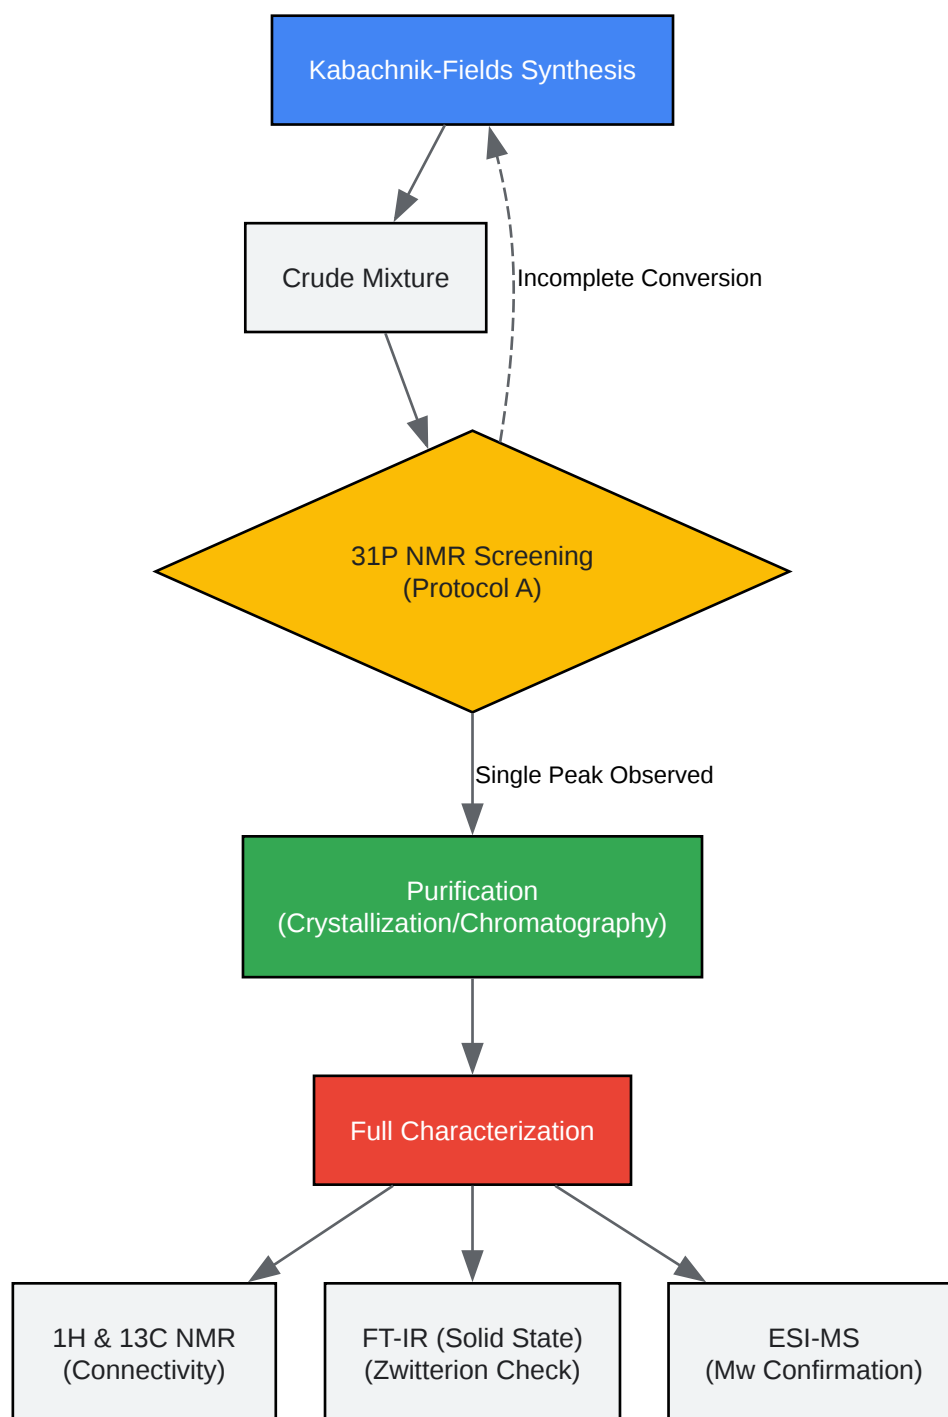 Kabachnik-Fields Synthesis
Crude Mixture
Incomplete Conversion
31P NMR Screening
(Protocol A)
Single Peak Observed
Purification
(Crystallization/Chromatography)
Full Characterization
1H & 13C NMR
(Connectivity)
FT-IR (Solid State)
(Zwitterion Check)
ESI-MS
(Mw Confirmation)